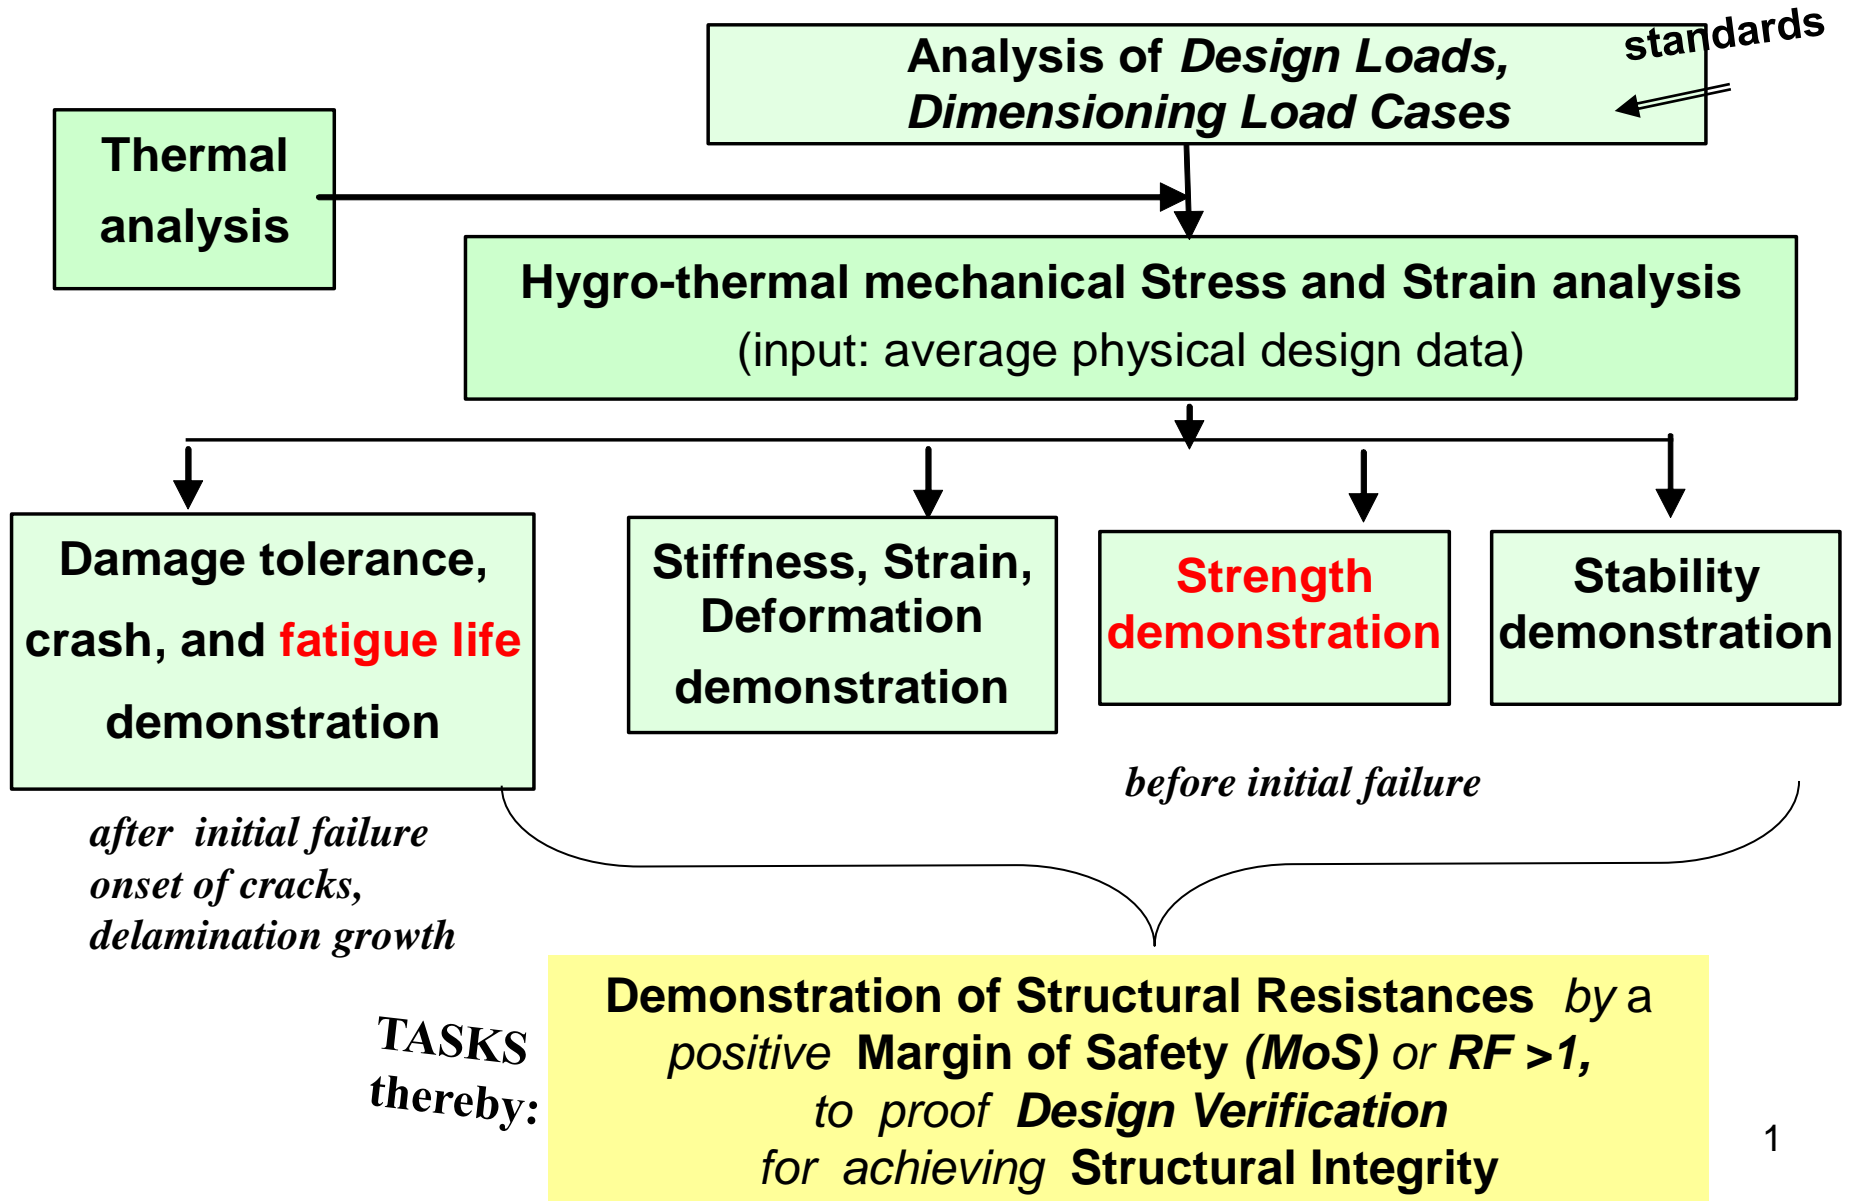 standards
Analysis of Design Loads,
Dimensioning Load Cases
Thermal
analysis
Hygro-thermal mechanical Stress and Strain analysis
(input: average physical design data)
Damage tolerance,
crash, and fatigue life
demonstration
Stiffness, Strain,
Deformation
demonstration
Strength
demonstration
Stability
demonstration
before initial failure
after initial failure
onset of cracks,
delamination growth
TASKS
thereby:
Demonstration of Structural Resistances by a
positive Margin of Safety (MoS) or RF >1,
to proof Design Verification
for achieving Structural Integrity
1